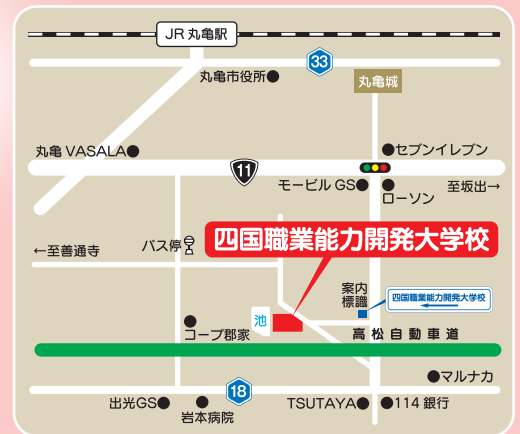 JR 丸亀駅
33
丸亀市役所
丸亀城
丸亀 VASALA
11
セブンイレブン
モービル GS
ローソン
至坂出→
四国職業能力開発大学校
←至善通寺
バス停
案内
標識
四国職業能力開発大学校
池
コープ郡家
高松自動車道
マルナカ
18
出光GS
岩本病院
TSUTAYA
114 銀行